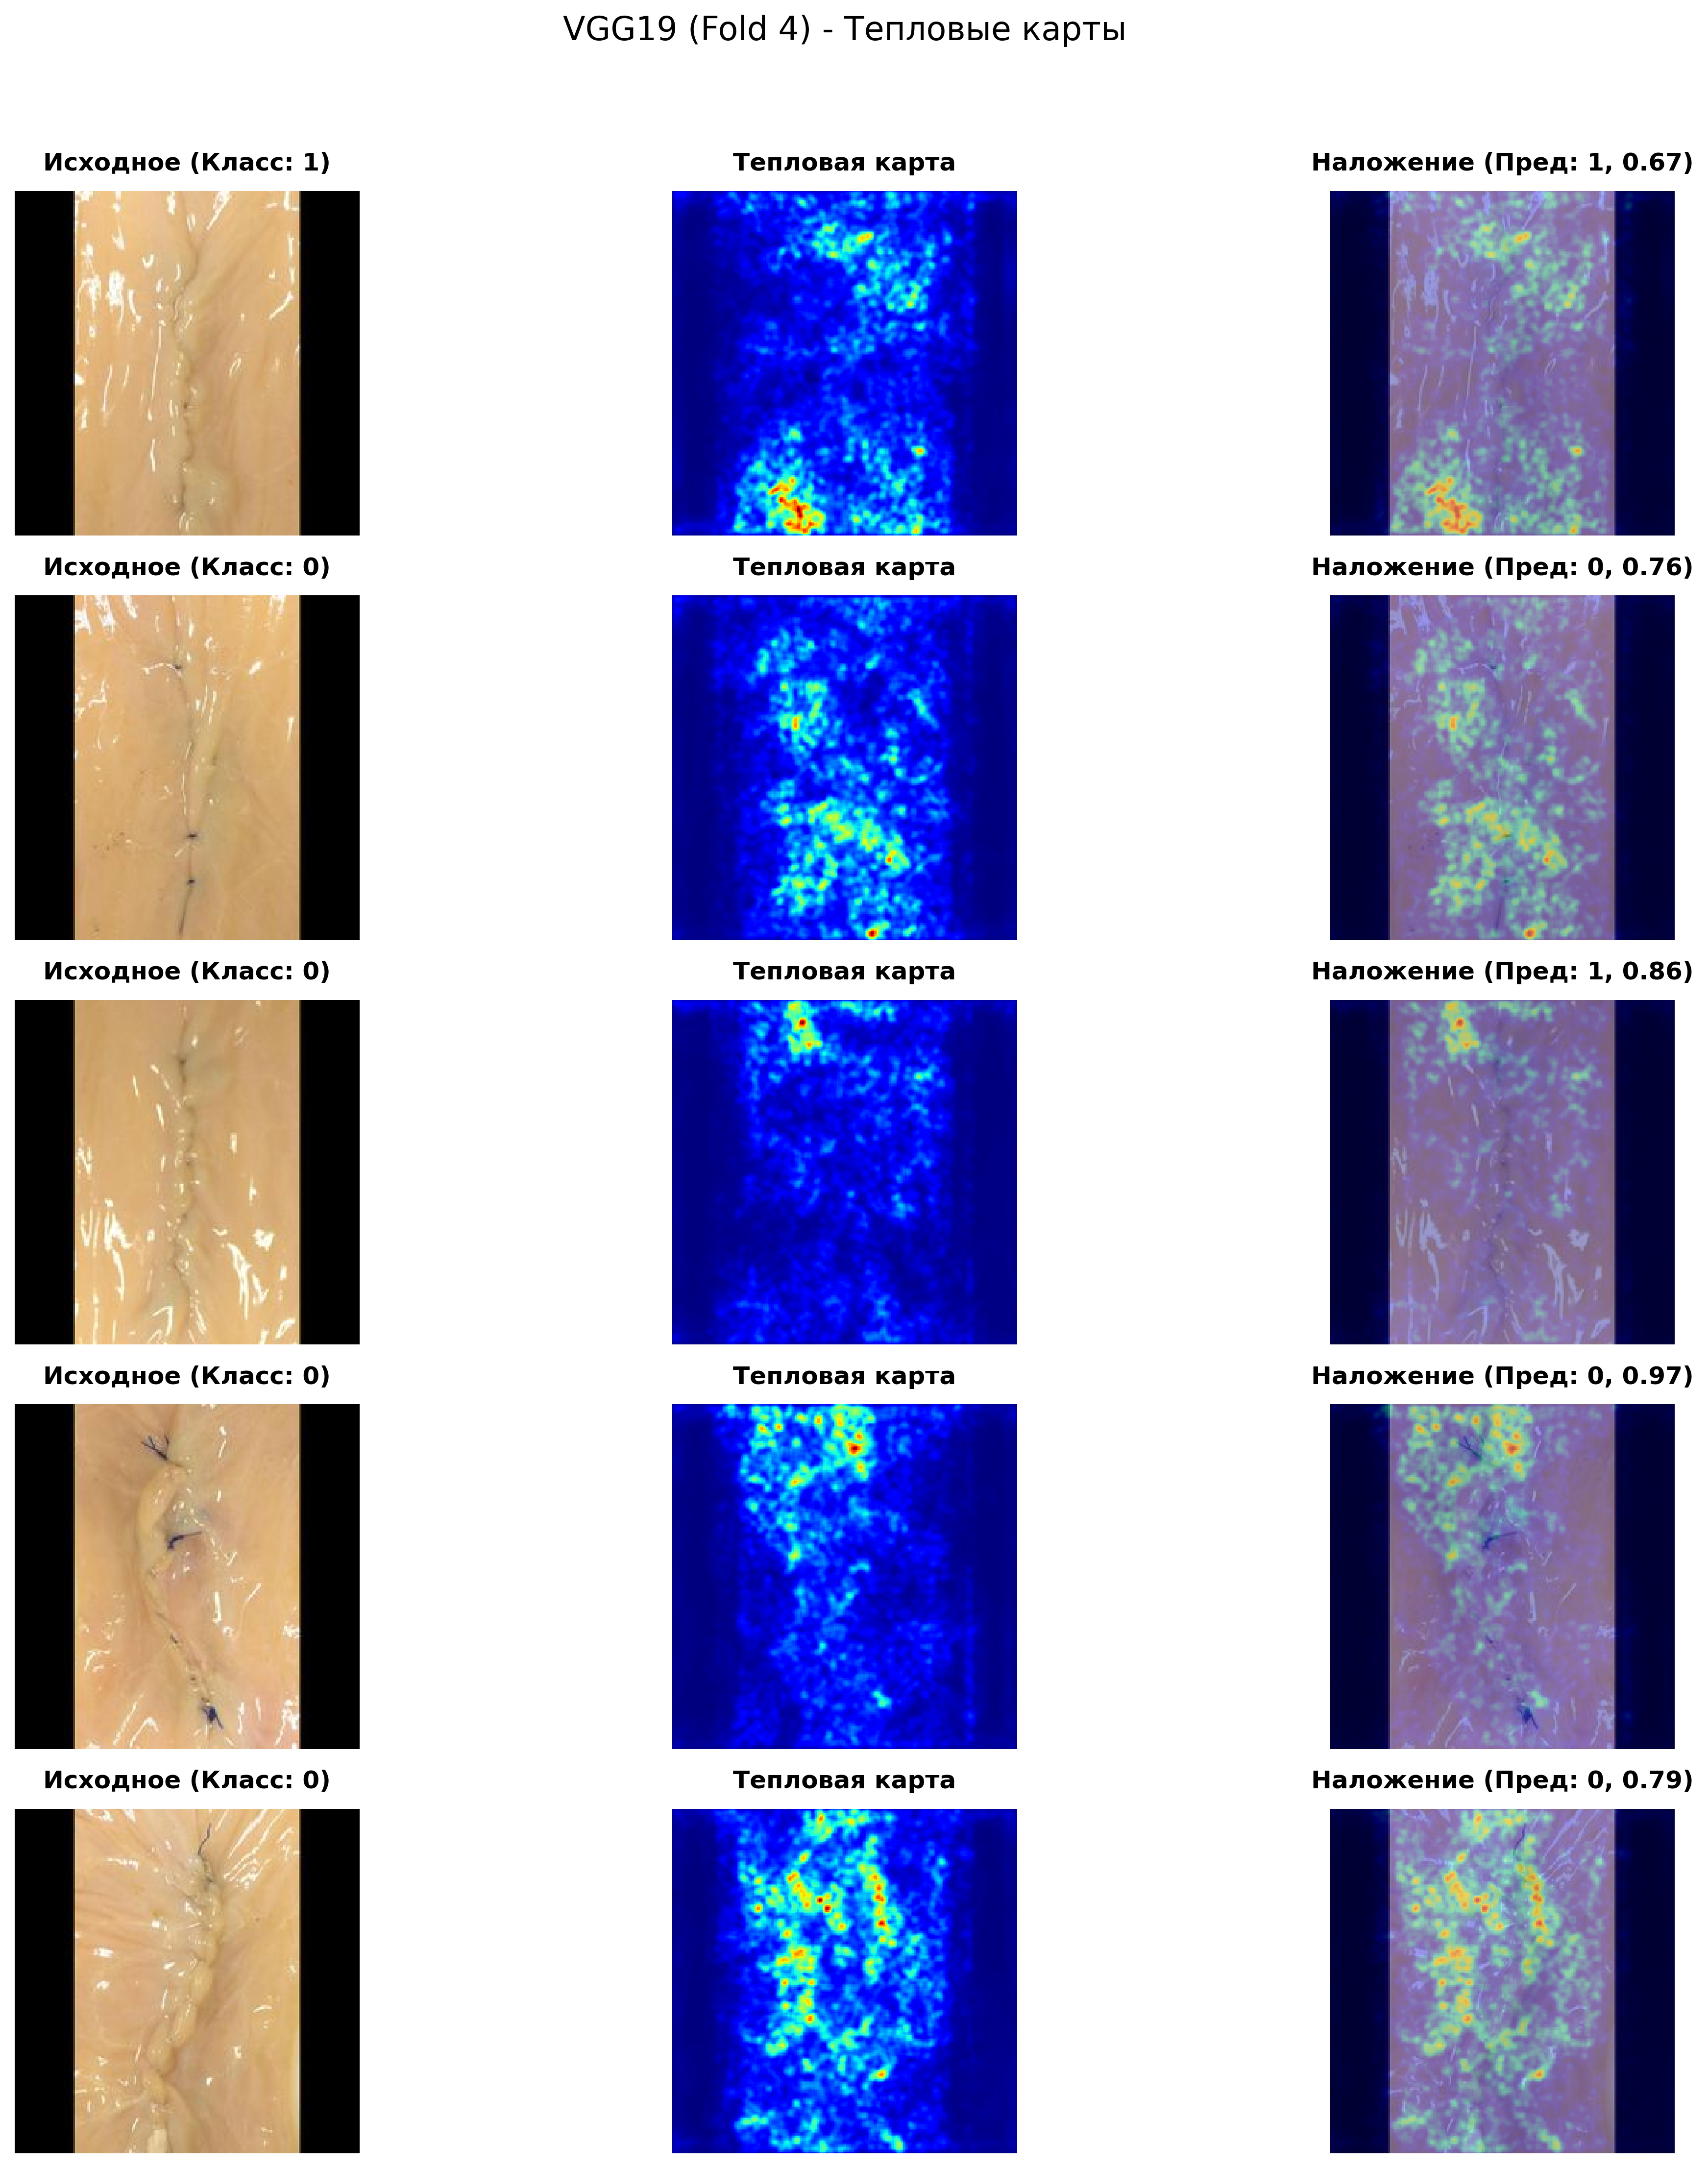 VGG19 (Fold 4) - Тепловые карты
Исходное (Класс: 1)
Тепловая карта
Наложение (Пред: 1, 0.67)
Исходное (Класс: 0)
Тепловая карта
Наложение (Пред: 0, 0.76)
Исходное (Класс: 0)
Тепловая карта
Наложение (Пред: 1, 0.86)
Исходное (Класс: 0)
Тепловая карта
Наложение (Пред: 0, 0.97)
Исходное (Класс: 0)
Тепловая карта
Наложение (Пред: 0, 0.79)